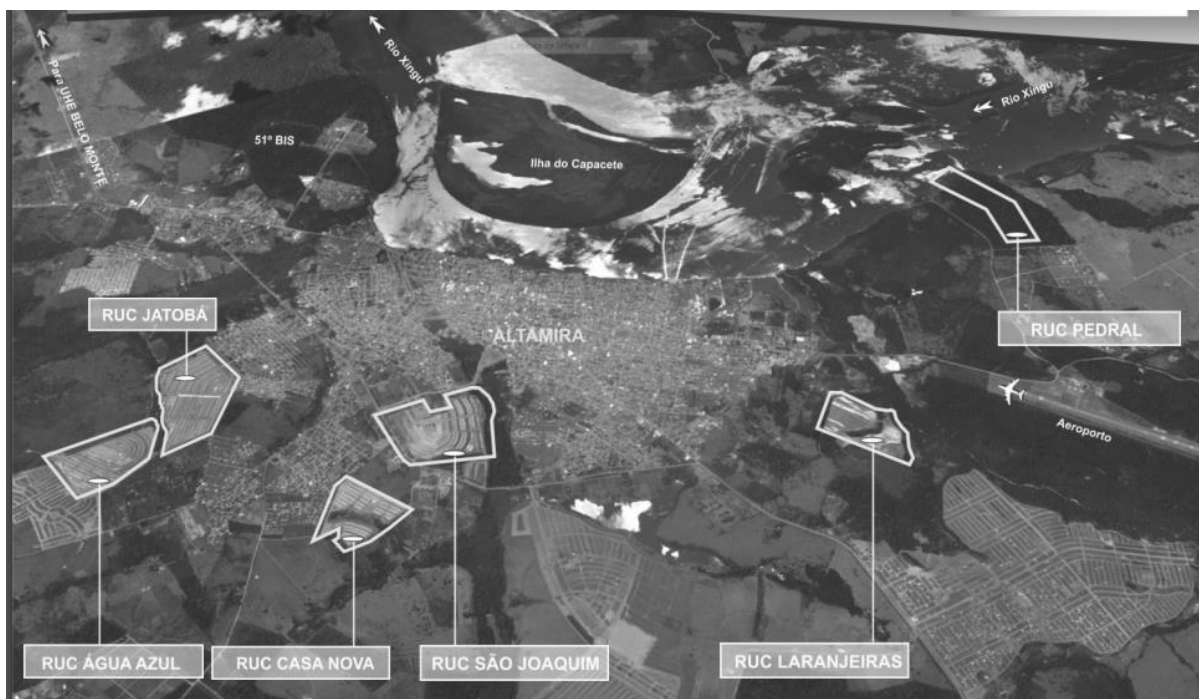 Para UHE BELO MONTE
Rio Xingu
Rio Xingu
51º BIS
Ilha do Capacete
RUC JATOBÁ
ALTAMIRA
RUC PEDRAL
Aeroporto
RUC ÁGUA AZUL
RUC CASA NOVA
RUC SÃO JOAQUIM
RUC LARANJEIRAS